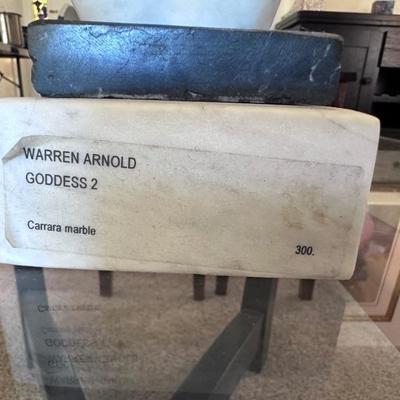 WARREN ARNOLD
GODDESS 2
Carrara marble
300.